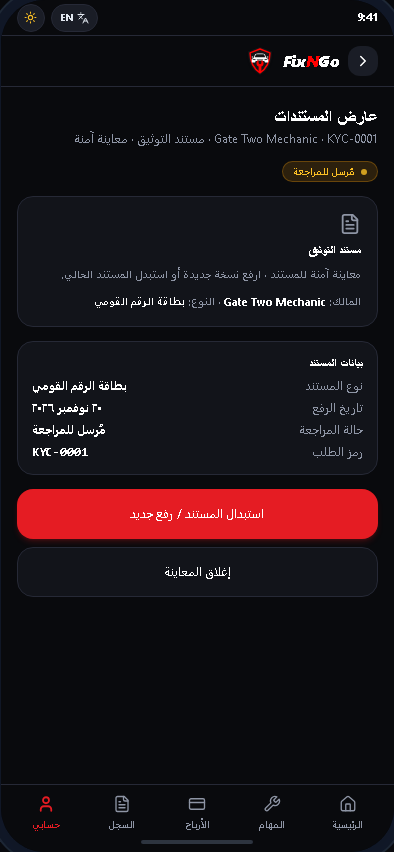 9:41
EN
FixNGo
عارض المستندات
Gate Two Mechanic · KYC-0001 · مستند التوثيق · معاينة آمنة
مُرسل للمراجعة
مستند التوثيق
معاينة آمنة للمستند · ارفع نسخة جديدة أو استبدل المستند الحالي.
المالك: Gate Two Mechanic · النوع: بطاقة الرقم القومي
بيانات المستند
نوع المستند بطاقة الرقم القومي
تاريخ الرفع ٢٠ نوفمبر ٢٠٢٦
حالة المراجعة مُرسل للمراجعة
رمز الطلب KYC-0001
استبدال المستند / رفع جديد
إغلاق المعاينة
الرئيسية المهام الأرباح السجل حسابي